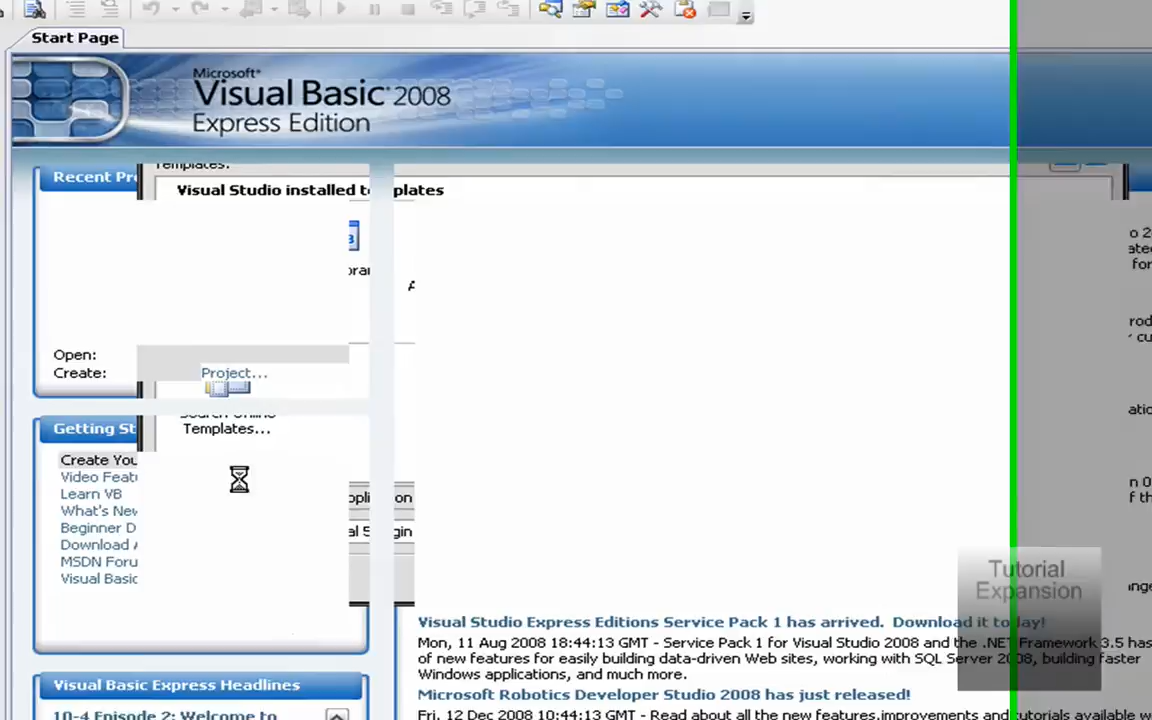 Start Page
Microsoft
Visual Basic 2008
Express Edition
Recent Pr
Templates:
Visual Studio installed templates
Open:
Create:
Project...
Getting St
Search Online
Templates...
Create You
Video Featu
Learn VB
What's New
Beginner D
Download A
MSDN Foru
Visual Basic
Tutorial
Expansion
Visual Studio Express Editions Service Pack 1 has arrived. Download it today!
Mon, 11 Aug 2008 18:44:13 GMT - Service Pack 1 for Visual Studio 2008 and the .NET Framework 3.5 has
of new features for easily building data-driven Web sites, working with SQL Server 2008, building faster
Windows applications, and much more.
Microsoft Robotics Developer Studio 2008 has just released!
Fri, 12 Dec 2008 10:44:13 GMT - Read about all the new features,improvements and tutorials available w
Visual Basic Express Headlines
10-4 Episode 2: Welcome to